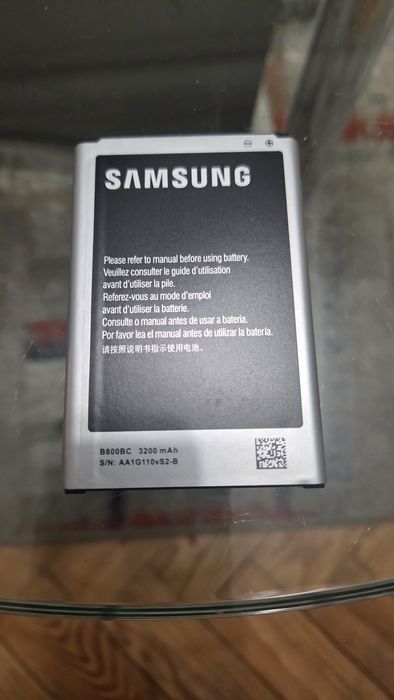 ⊖ ⊕
SAMSUNG
Please refer to manual before using battery.
Veuillez consulter le guide d'utilisation
avant d'utiliser la pile.
Referez-vous au mode d'emploi
avant d'utiliser la batterie.
Consulte o manual antes de usar a bateria.
Por favor lea el manual antes de utilizar la batería.
请按照说明书指示使用电池。
B800BC 3200 mAh
S/N: AA1G110vS2-B